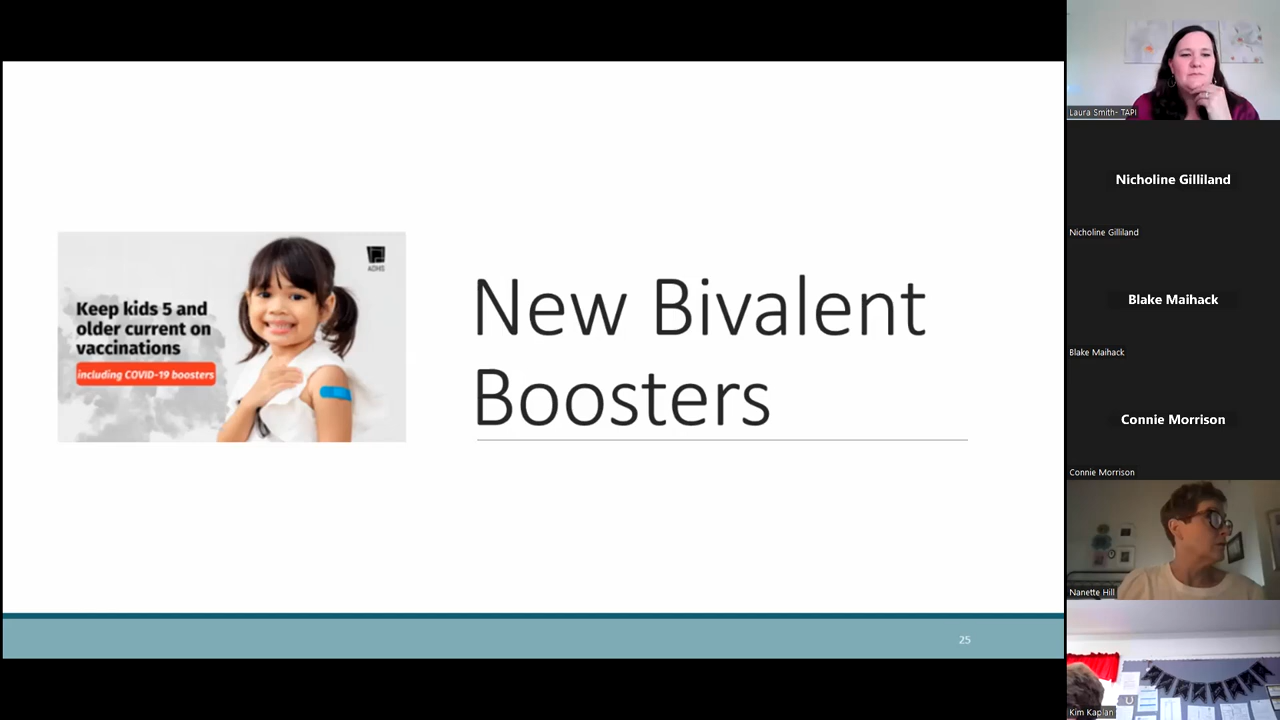 Keep kids 5 and
older current on
vaccinations
including COVID-19 boosters
ADHS
New Bivalent
Boosters
25
Laura Smith- TAPI
Nicholine Gilliland
Nicholine Gilliland
Blake Maihack
Blake Maihack
Connie Morrison
Connie Morrison
Nanette Hill
Kim Kaplan